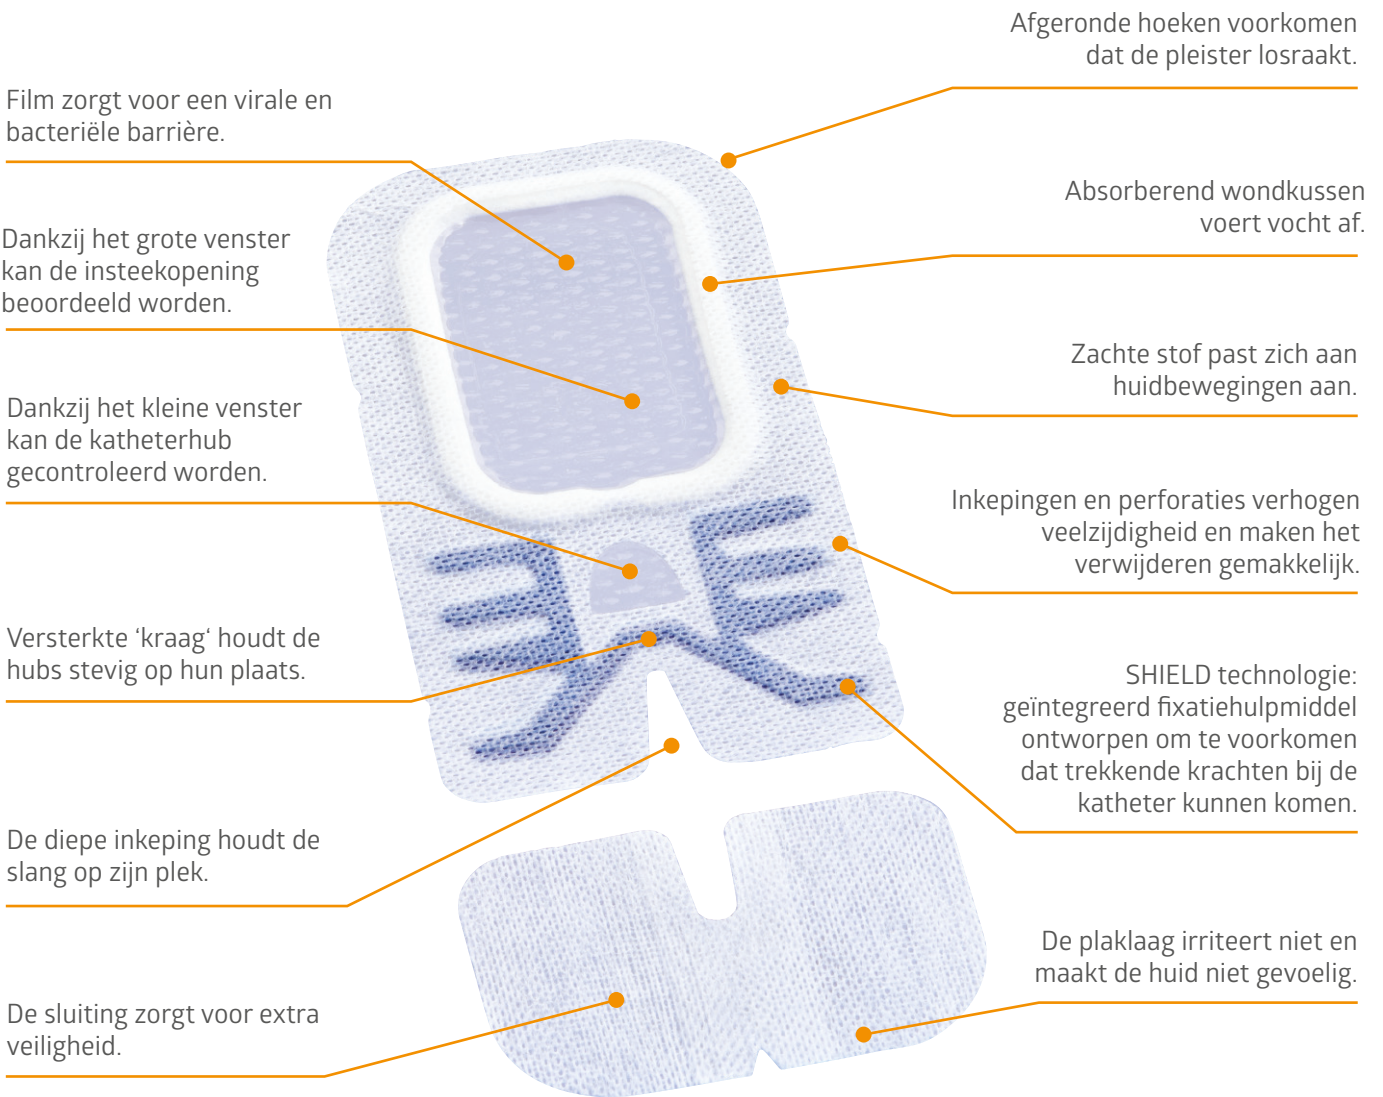 Film zorgt voor een virale en
bacteriële barrière.
Dankzij het grote venster
kan de insteekopening
beoordeeld worden.
Dankzij het kleine venster
kan de katheterhub
gecontroleerd worden.
Versterkte ‘kraag‘ houdt de
hubs stevig op hun plaats.
De diepe inkeping houdt de
slang op zijn plek.
De sluiting zorgt voor extra
veiligheid.
Afgeronde hoeken voorkomen
dat de pleister losraakt.
Absorberend wondkussen
voert vocht af.
Zachte stof past zich aan
huidbewegingen aan.
Inkepingen en perforaties verhogen
veelzijdigheid en maken het
verwijderen gemakkelijk.
SHIELD technologie:
geïntegreerd fixatiehulpmiddel
ontworpen om te voorkomen
dat trekkende krachten bij de
katheter kunnen komen.
De plaklaag irriteert niet en
maakt de huid niet gevoelig.